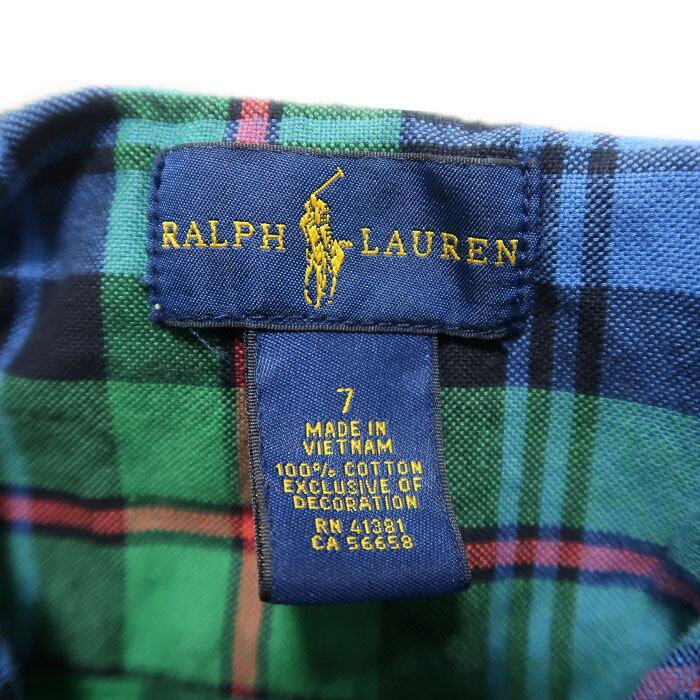 RALPH LAUREN
7
MADE IN
VIETNAM
100% COTTON
EXCLUSIVE OF
DECORATION
RN 41381
CA 56658